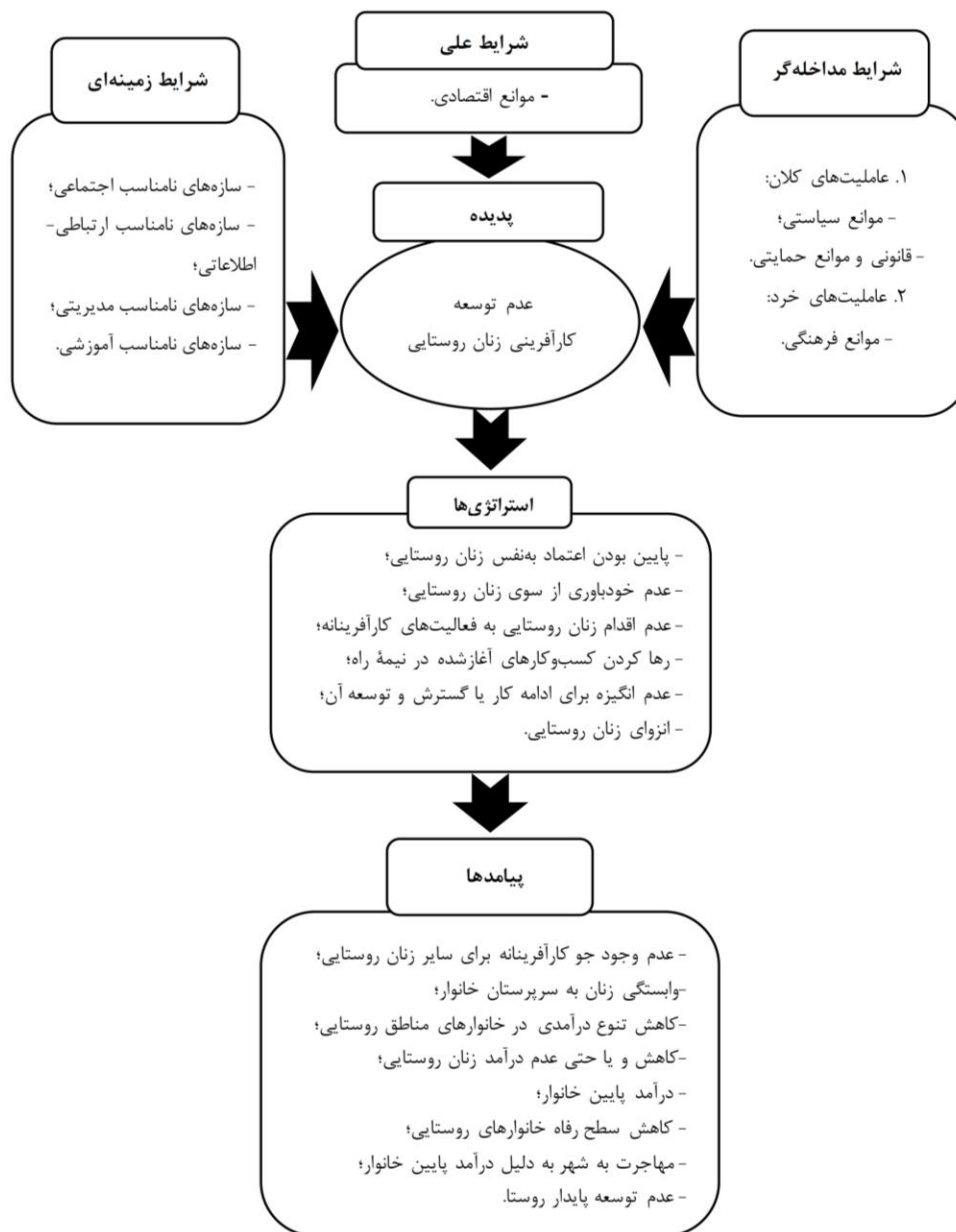 شرایط علی
- موانع اقتصادی.
شرایط مداخله‌گر
۱. عاملیت‌های کلان:
- موانع سیاستی؛
- قانونی و موانع حمایتی.
۲. عاملیت‌های خرد:
- موانع فرهنگی.
شرایط زمینه‌ای
- سازه‌های نامناسب اجتماعی؛
- سازه‌های نامناسب ارتباطی-
اطلاعاتی؛
- سازه‌های نامناسب مدیریتی؛
- سازه‌های نامناسب آموزشی.
پدیده
عدم توسعه
کارآفرینی زنان روستایی
استراتژی‌ها
- پایین بودن اعتماد به‌نفس زنان روستایی؛
- عدم خودباوری از سوی زنان روستایی؛
- عدم اقدام زنان روستایی به فعالیت‌های کارآفرینانه؛
- رها کردن کسب‌وکارهای آغازشده در نیمۀ راه؛
- عدم انگیزه برای ادامه کار یا گسترش و توسعه آن؛
- انزوای زنان روستایی.
پیامدها
- عدم وجود جو کارآفرینانه برای سایر زنان روستایی؛
-وابستگی زنان به سرپرستان خانوار؛
-کاهش تنوع درآمدی در خانوارهای مناطق روستایی؛
-کاهش و یا حتی عدم درآمد زنان روستایی؛
- درآمد پایین خانوار؛
- کاهش سطح رفاه خانوارهای روستایی؛
- مهاجرت به شهر به دلیل درآمد پایین خانوار؛
- عدم توسعه پایدار روستا.